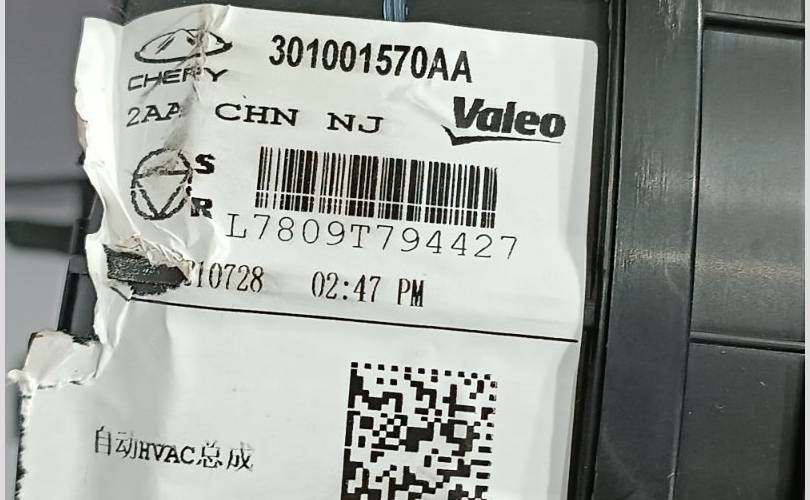 301001570AA
CHERY
2AA CHN NJ
Valeo
S
R
L7809T794427
10728 02:47 PM
自动HVAC总成